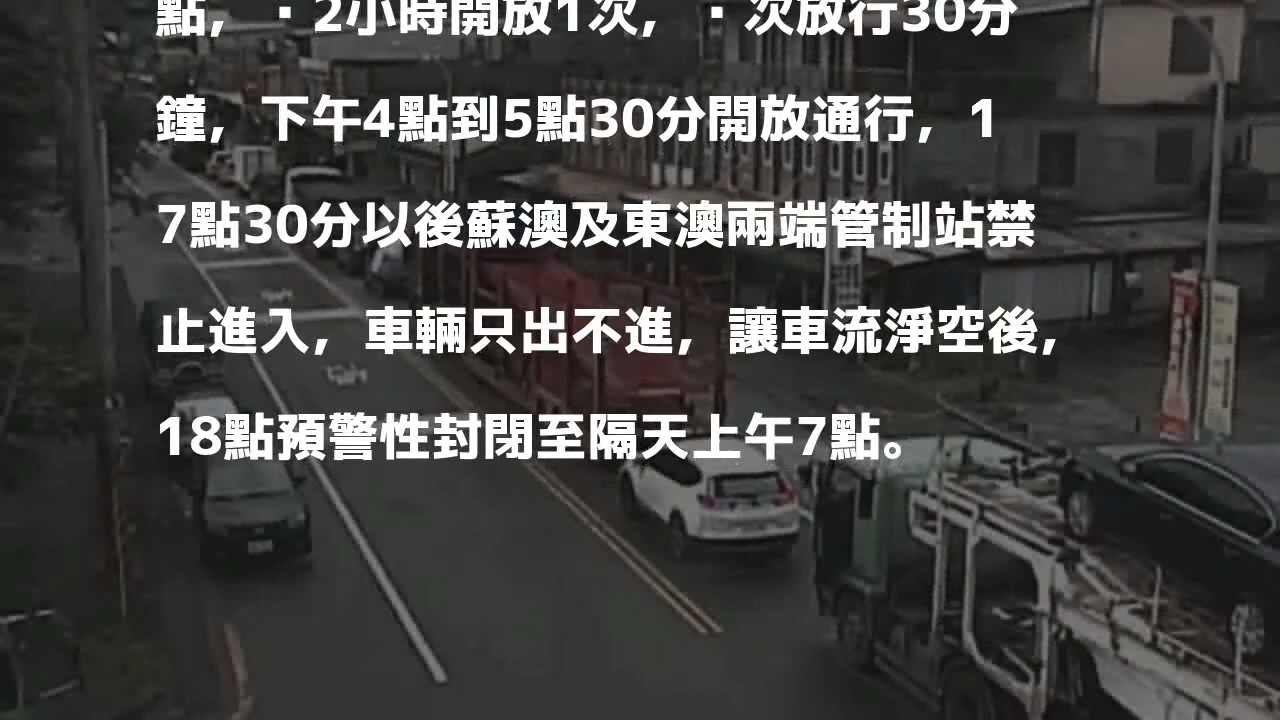 點，‧2小時開放1次，‧次放行30分
鐘，下午4點到5點30分開放通行，1
7點30分以後蘇澳及東澳兩端管制站禁
止進入，車輛只出不進，讓車流淨空後，
18點預警性封閉至隔天上午7點。